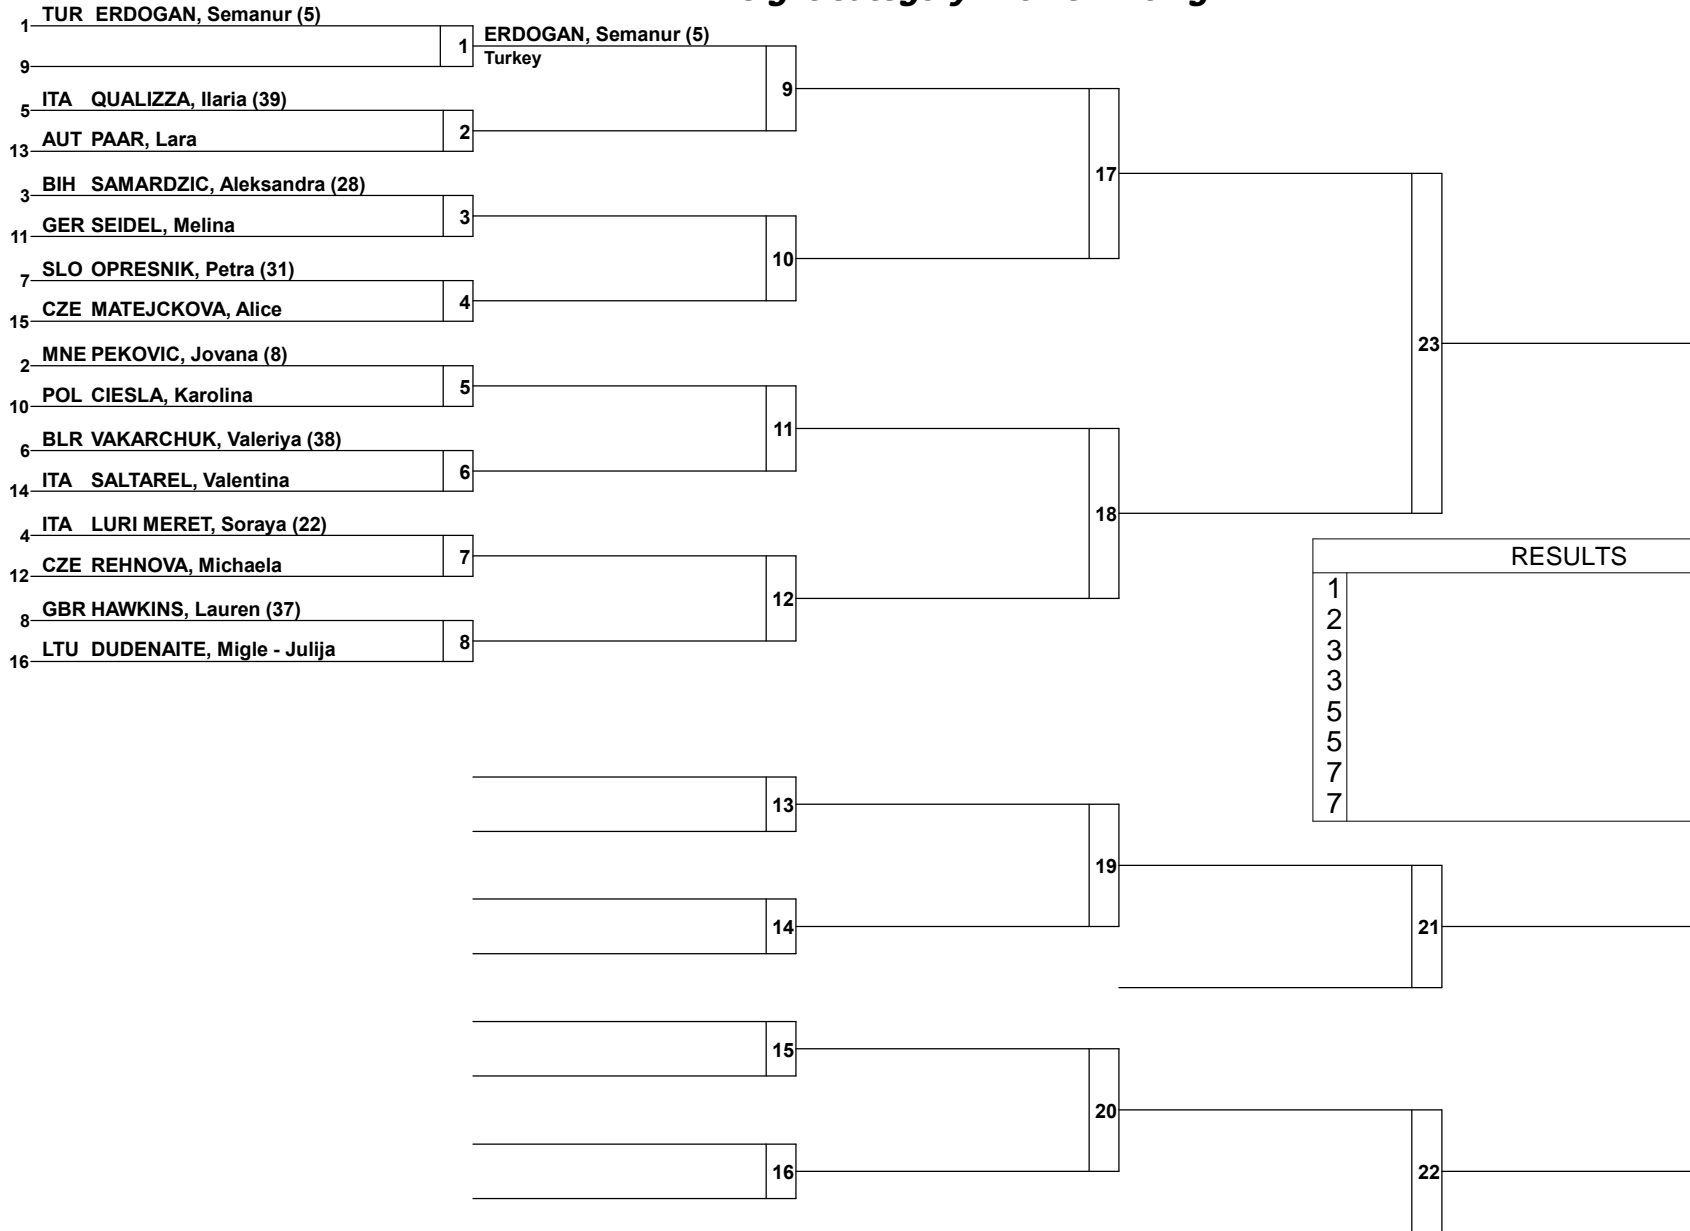 1 TUR ERDOGAN, Semanur (5)
9
1 ERDOGAN, Semanur (5)
Turkey
5 ITA QUALIZZA, Ilaria (39)
13 AUT PAAR, Lara
2
9
3 BIH SAMARDZIC, Aleksandra (28)
11 GER SEIDEL, Melina
3
17
7 SLO OPRESNIK, Petra (31)
15 CZE MATEJCKOVA, Alice
4
10
2 MNE PEKOVIC, Jovana (8)
10 POL CIESLA, Karolina
5
23
6 BLR VAKARCHUK, Valeriya (38)
14 ITA SALTAREL, Valentina
6
11
4 ITA LURI MERET, Soraya (22)
12 CZE REHNOVA, Michaela
7
18
8 GBR HAWKINS, Lauren (37)
16 LTU DUDENAITE, Migle - Julija
8
12
RESULTS
1
2
3
3
5
5
7
7
13
19
14
21
15
20
16
22